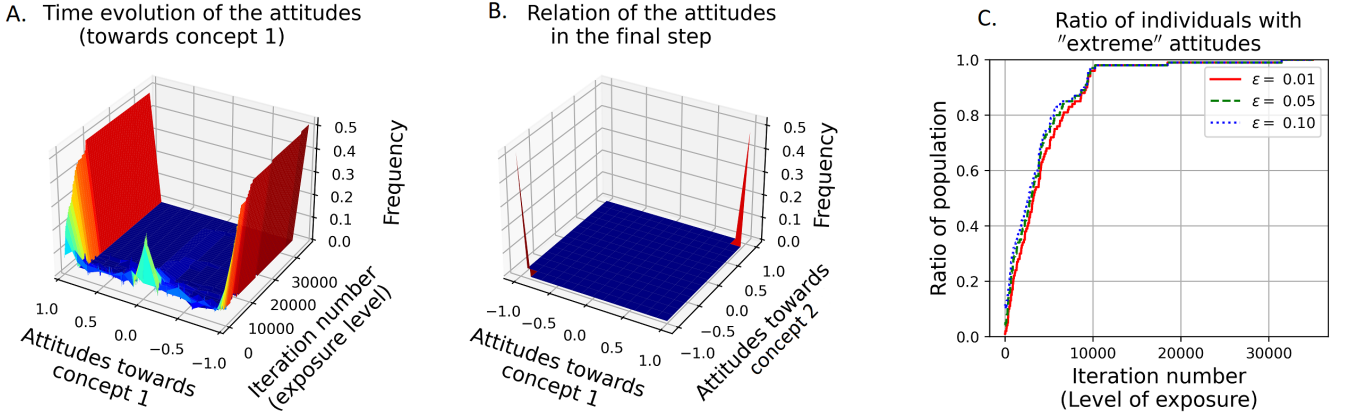 A.
Time evolution of the attitudes
(towards concept 1)
0.5
0.4
0.3
0.2
0.1
0.0
Frequency
1.0
0.5
0.0
−0.5
−1.0
Attitudes towards
concept 1
0
10000
20000
30000
Iteration number
(exposure level)
B.
Relation of the attitudes
in the final step
0.5
0.4
0.3
0.2
0.1
0.0
Frequency
−1.0
−0.5
0.0
0.5
1.0
Attitudes towards
concept 1
−1.0
−0.5
0.0
0.5
1.0
Attitudes towards
concept 2
C.
Ratio of individuals with
"extreme" attitudes
1.0
0.8
0.6
0.4
0.2
0.0
Ratio of population
ε = 0.01
ε = 0.05
ε = 0.10
0
10000
20000
30000
Iteration number
(Level of exposure)